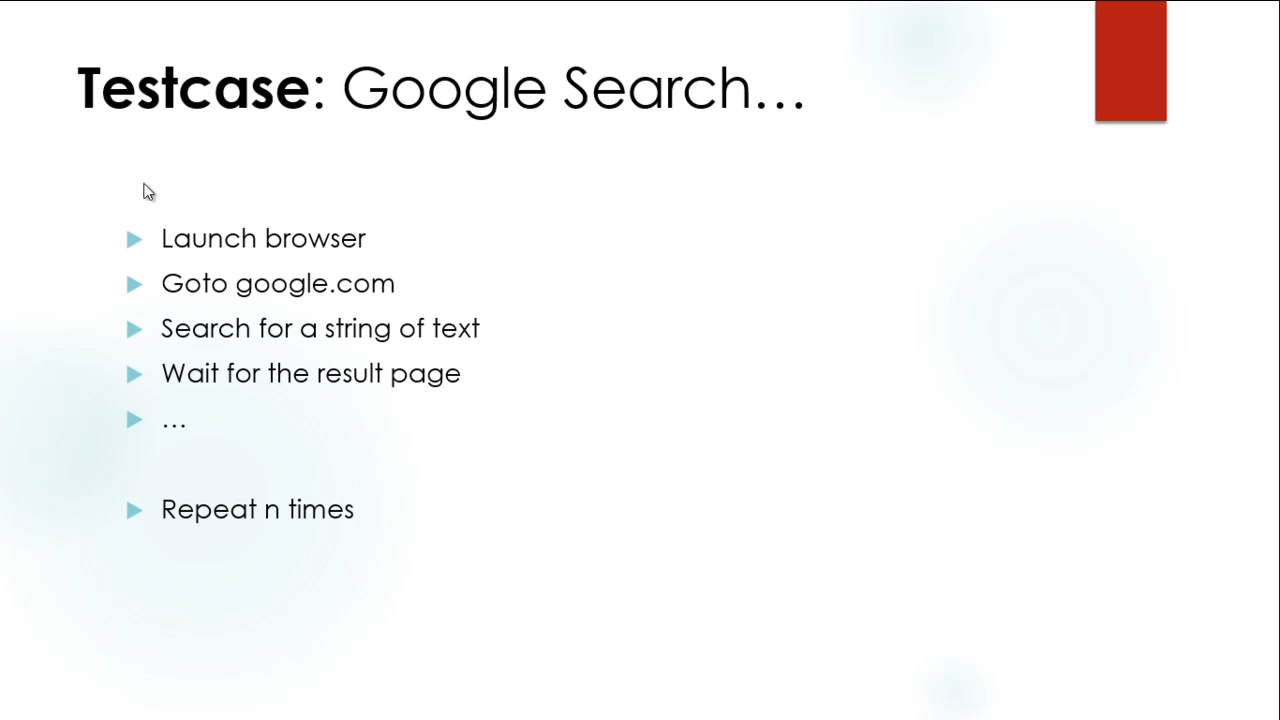 Testcase: Google Search...
Launch browser
Goto google.com
Search for a string of text
Wait for the result page
...
Repeat n times